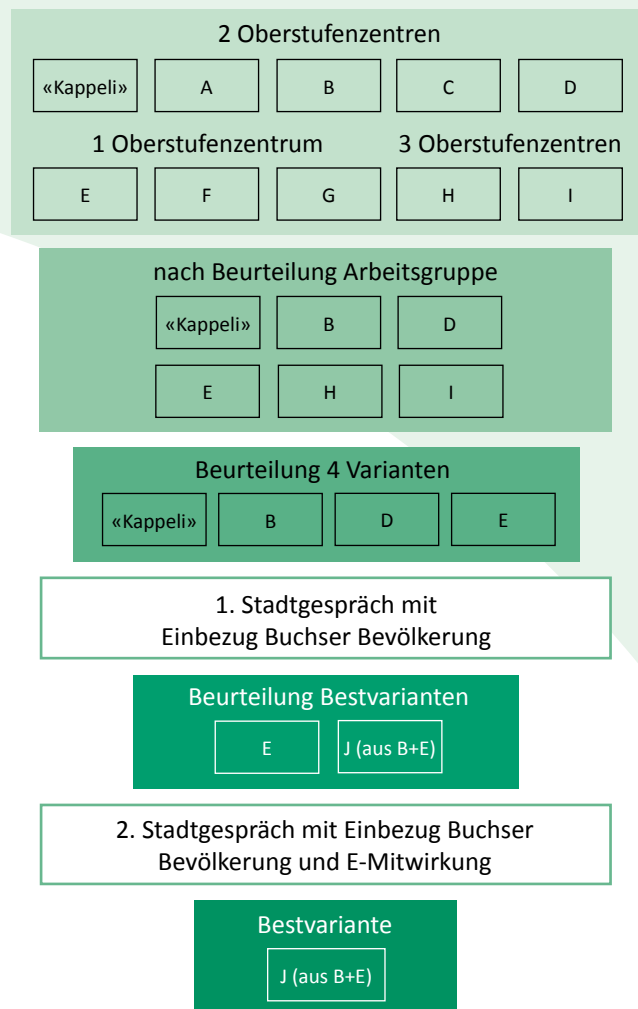 2 Oberstufenzentren
«Kappeli» A B C D
1 Oberstufenzentrum 3 Oberstufenzentren
E F G H I
nach Beurteilung Arbeitsgruppe
«Kappeli» B D
E H I
Beurteilung 4 Varianten
«Kappeli» B D E
1. Stadtgespräch mit
Einbezug Buchser Bevölkerung
Beurteilung Bestvarianten
E J (aus B+E)
2. Stadtgespräch mit Einbezug Buchser
Bevölkerung und E-Mitwirkung
Bestvariante
J (aus B+E)